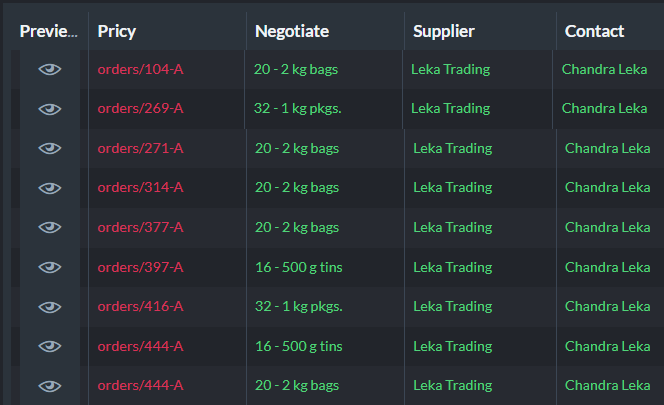 Previe... Pricy Negotiate Supplier Contact
orders/104-A 20 - 2 kg bags Leka Trading Chandra Leka
orders/269-A 32 - 1 kg pkgs. Leka Trading Chandra Leka
orders/271-A 20 - 2 kg bags Leka Trading Chandra Leka
orders/314-A 20 - 2 kg bags Leka Trading Chandra Leka
orders/377-A 20 - 2 kg bags Leka Trading Chandra Leka
orders/397-A 16 - 500 g tins Leka Trading Chandra Leka
orders/416-A 32 - 1 kg pkgs. Leka Trading Chandra Leka
orders/444-A 16 - 500 g tins Leka Trading Chandra Leka
orders/444-A 20 - 2 kg bags Leka Trading Chandra Leka